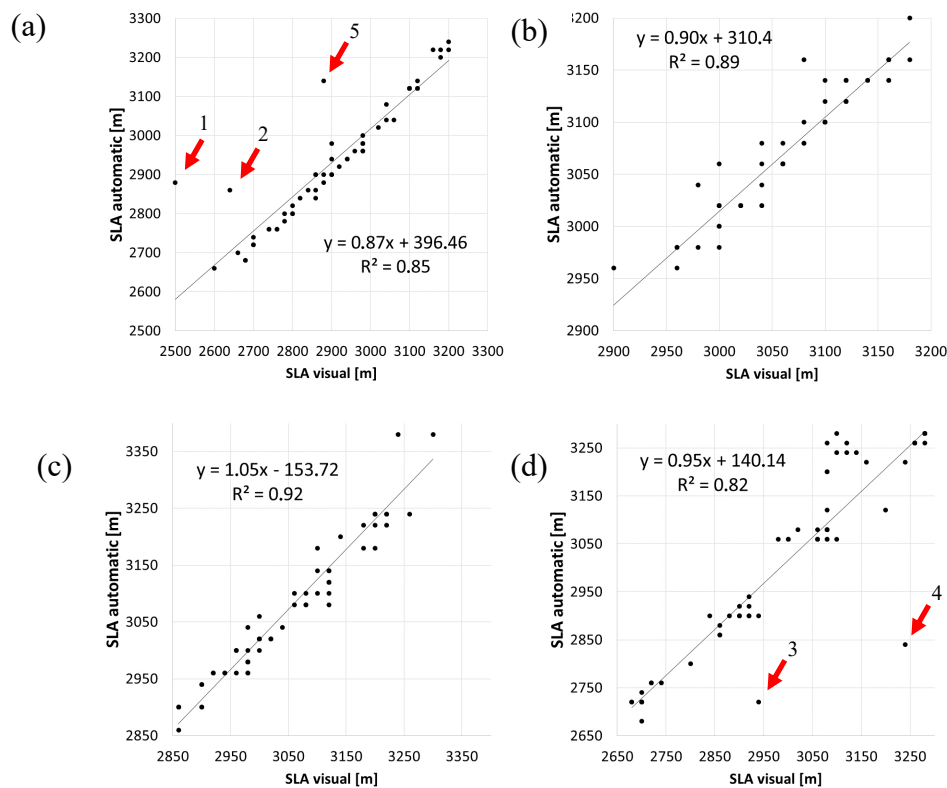 (a)
3300
3200
3100
3000
2900
2800
2700
2600
2500
SLA automatic [m]
1
2
5
y = 0.87x + 396.46
R² = 0.85
2500 2600 2700 2800 2900 3000 3100 3200 3300
SLA visual [m]
(b)
3200
3150
3100
3050
3000
2950
2900
SLA automatic [m]
y = 0.90x + 310.4
R² = 0.89
2900 3000 3050 3100 3150 3200
SLA visual [m]
(c)
3350
3250
3150
3050
2950
2850
SLA automatic [m]
y = 1.05x - 153.72
R² = 0.92
2850 2950 3050 3150 3250 3350
SLA visual [m]
(d)
3250
3150
3050
2950
2850
2750
2650
SLA automatic [m]
y = 0.95x + 140.14
R² = 0.82
3
4
2650 2750 2850 2950 3050 3150 3250
SLA visual [m]